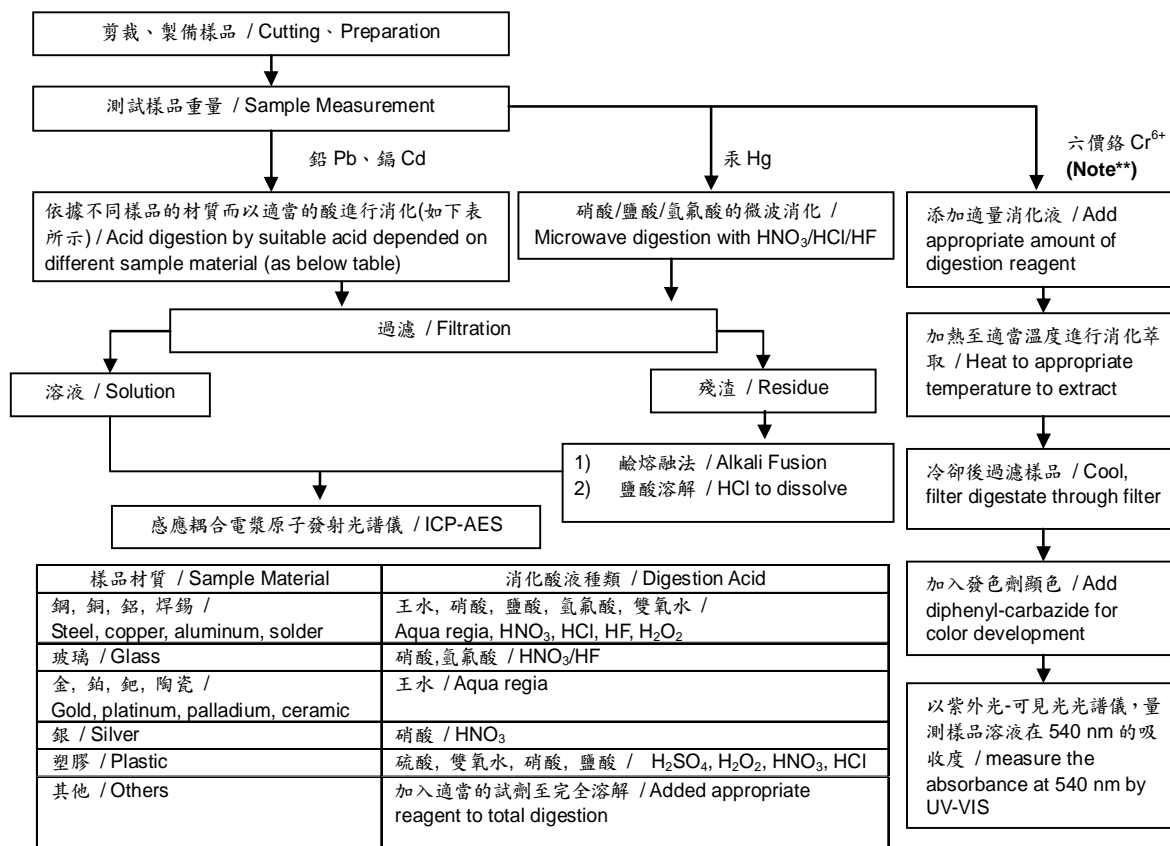 剪裁、製備樣品 / Cutting、Preparation
測試樣品重量 / Sample Measurement
鉛 Pb、鎘 Cd
汞 Hg
六價鉻 Cr6+
(Note**)
依據不同樣品的材質而以適當的酸進行消化(如下表
所示) / Acid digestion by suitable acid depended on
different sample material (as below table)
硝酸/鹽酸/氫氟酸的微波消化 /
Microwave digestion with HNO3/HCl/HF
添加適量消化液 / Add
appropriate amount of
digestion reagent
過濾 / Filtration
加熱至適當溫度進行消化萃
取 / Heat to appropriate
temperature to extract
溶液 / Solution
殘渣 / Residue
1) 鹼熔融法 / Alkali Fusion
2) 鹽酸溶解 / HCl to dissolve
冷卻後過濾樣品 / Cool,
filter digestate through filter
感應耦合電漿原子發射光譜儀 / ICP-AES
加入發色劑顯色 / Add
diphenyl-carbazide for
color development
以紫外光-可見光光譜儀，量
測樣品溶液在 540 nm 的吸
收度 / measure the
absorbance at 540 nm by
UV-VIS
樣品材質 / Sample Material
消化酸液種類 / Digestion Acid
鋼, 銅, 鋁, 焊錫 /
Steel, copper, aluminum, solder
王水, 硝酸, 鹽酸, 氫氟酸, 雙氧水 /
Aqua regia, HNO3, HCl, HF, H2O2
玻璃 / Glass
硝酸,氫氟酸 / HNO3/HF
金, 鉑, 鈀, 陶瓷 /
Gold, platinum, palladium, ceramic
王水 / Aqua regia
銀 / Silver
硝酸 / HNO3
塑膠 / Plastic
硫酸, 雙氧水, 硝酸, 鹽酸 / H2SO4, H2O2, HNO3, HCl
其他 / Others
加入適當的試劑至完全溶解 / Added appropriate
reagent to total digestion